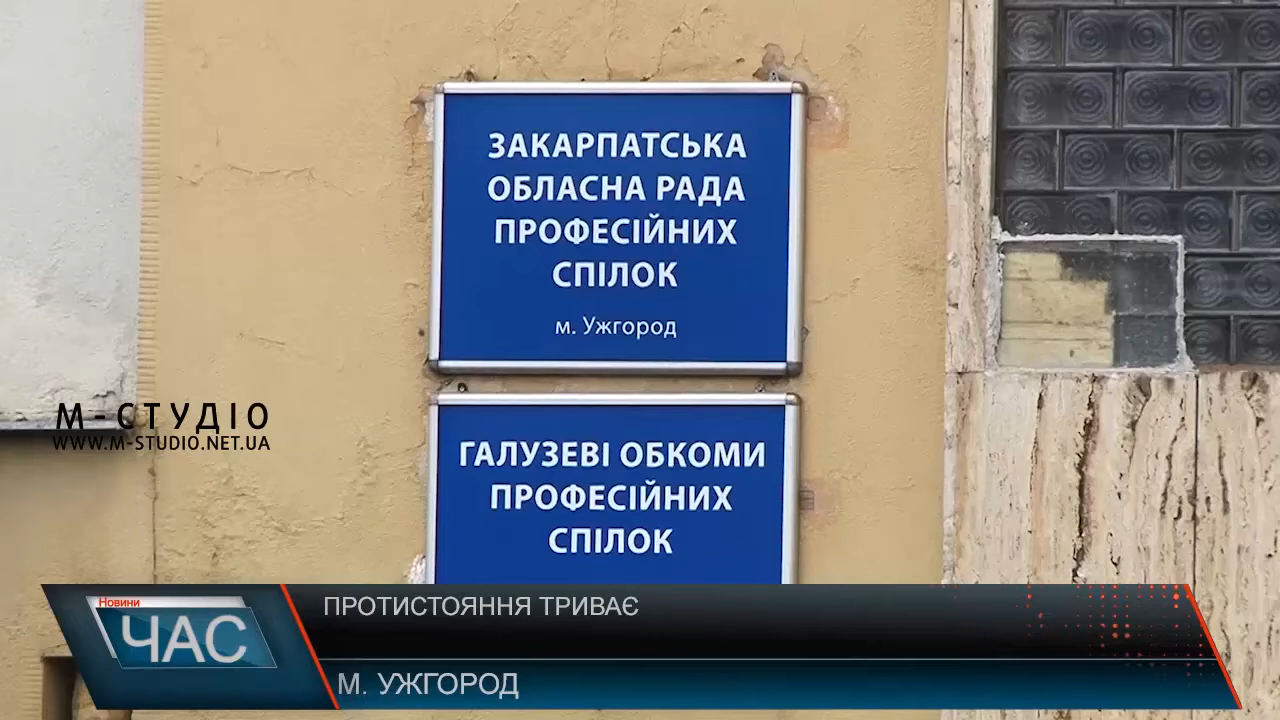 ЗАКАРПАТСЬКА
ОБЛАСНА РАДА
ПРОФЕСІЙНИХ
СПІЛОК
м. Ужгород
ГАЛУЗЕВІ ОБКОМИ
ПРОФЕСІЙНИХ
СПІЛОК
М-СТУДІО
WWW.M-STUDIO.NET.UA
Новини
ЧАС
ПРОТИСТОЯННЯ ТРИВАЄ
М. УЖГОРОД